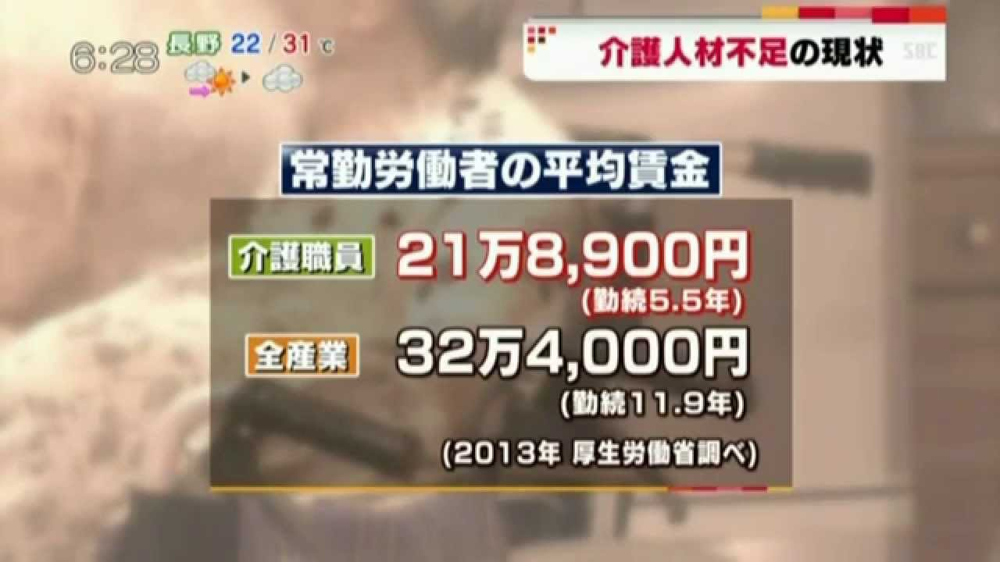 6:28 長野 22 / 31 ℃
介護人材不足の現状 SBC
常勤労働者の平均賃金
介護職員 21万8,900円
(勤続5.5年)
全産業 32万4,000円
(勤続11.9年)
(2013年 厚生労働省調べ)